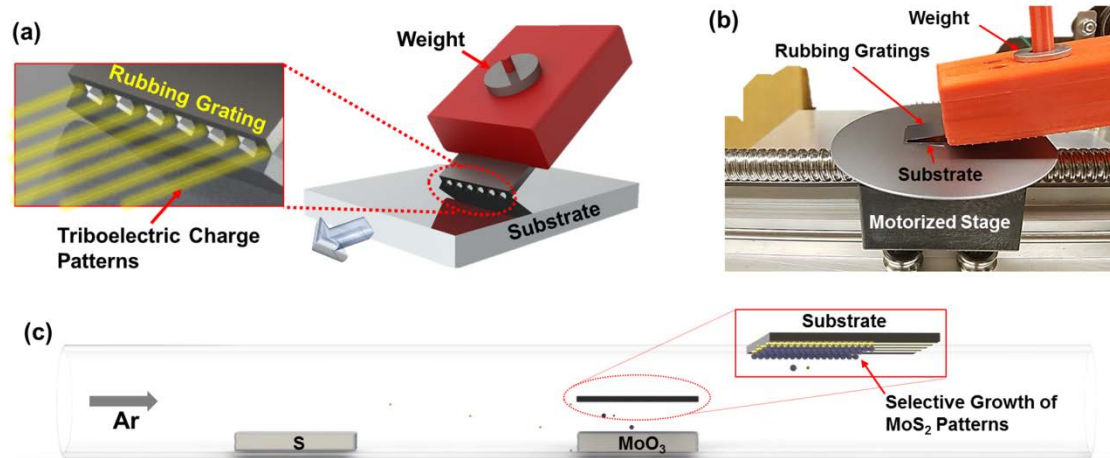 (a)
Weight
Rubbing Grating
Triboelectric Charge
Patterns
Substrate
(b)
Weight
Rubbing Gratings
Substrate
Motorized Stage
(c)
Ar
S
MoO₃
Substrate
Selective Growth of
MoS₂ Patterns